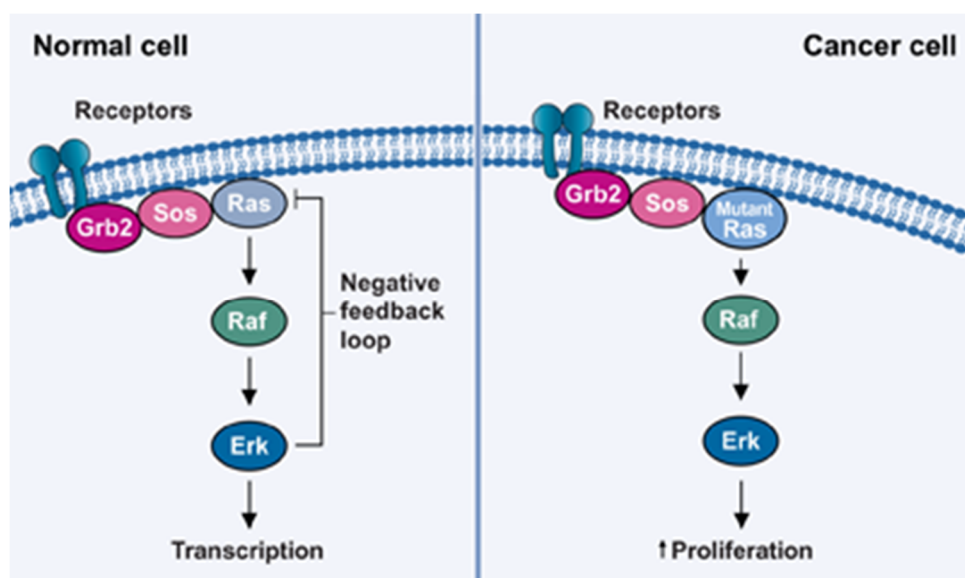 Normal cell
Receptors
Grb2
Sos
Ras
Raf
Erk
Negative
feedback
loop
Transcription
Cancer cell
Receptors
Grb2
Sos
Mutant
Ras
Raf
Erk
↑Proliferation